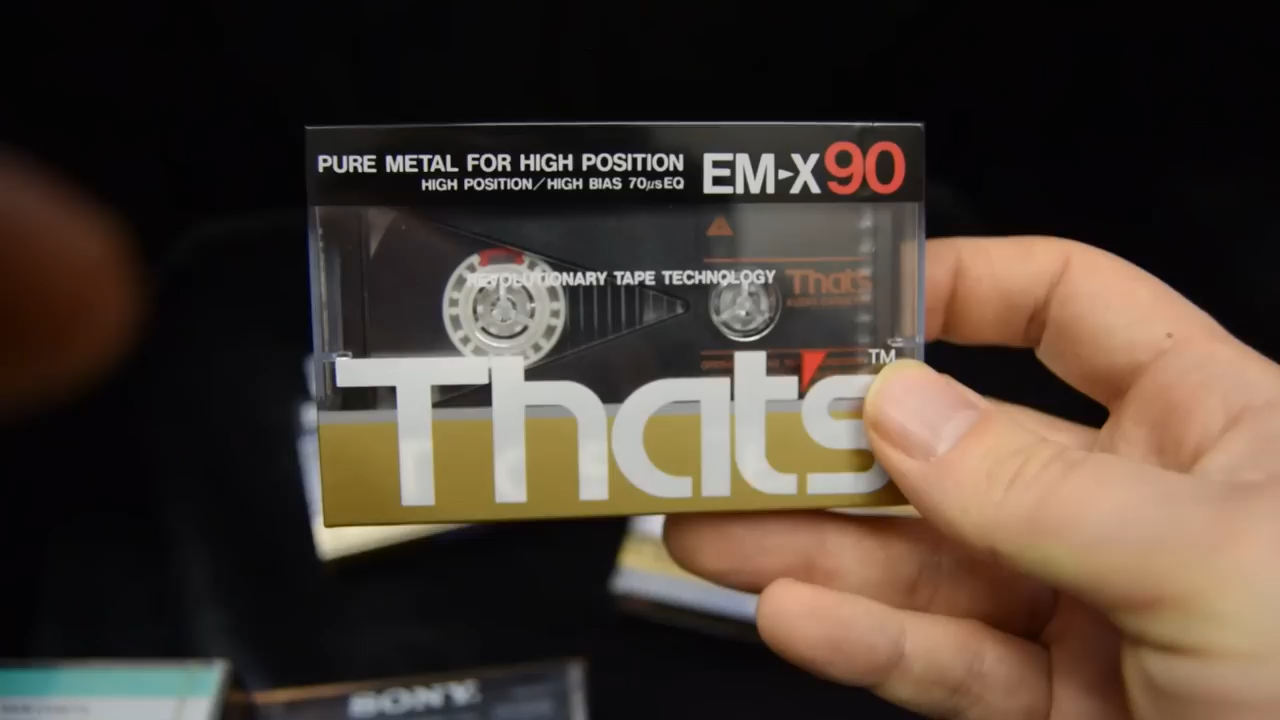 PURE METAL FOR HIGH POSITION
HIGH POSITION/HIGH BIAS 70µs EQ
EM▸X90
REVOLUTIONARY TAPE TECHNOLOGY
That's
That's™
SONY